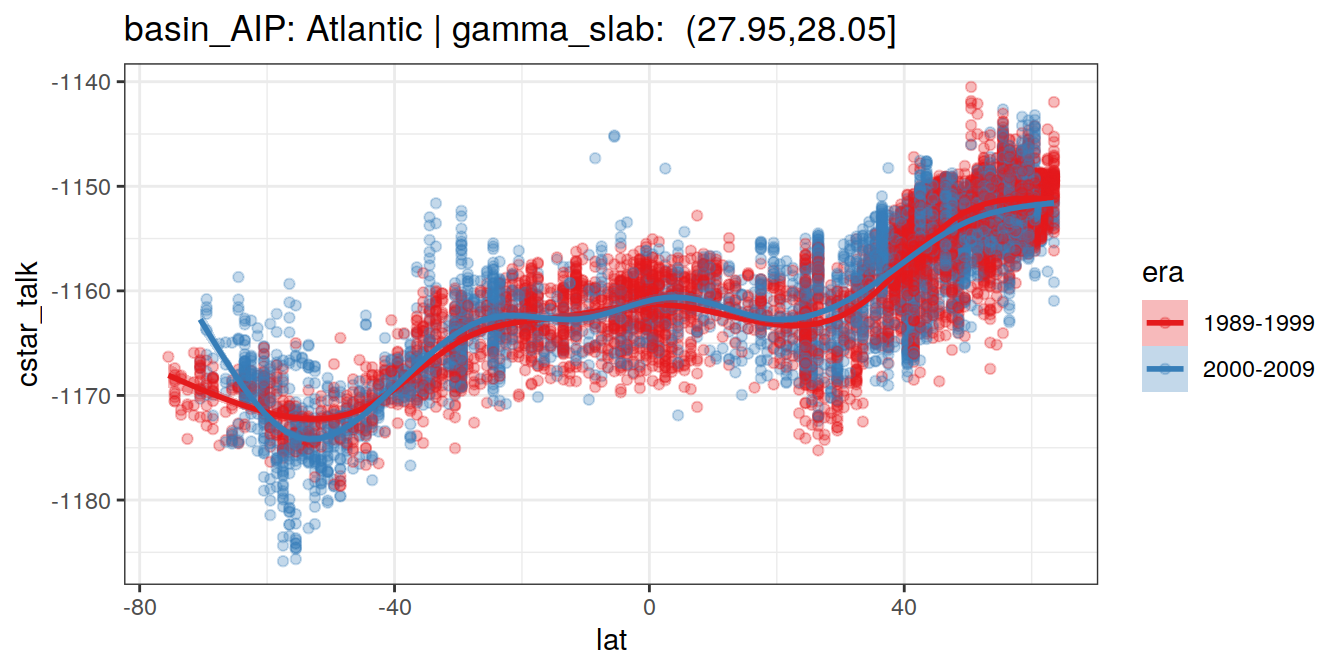 basin_AIP: Atlantic | gamma_slab:  (27.95,28.05]
cstar_talk
-1140
-1150
-1160
-1170
-1180
-80
-40
0
40
lat
era
1989-1999
2000-2009